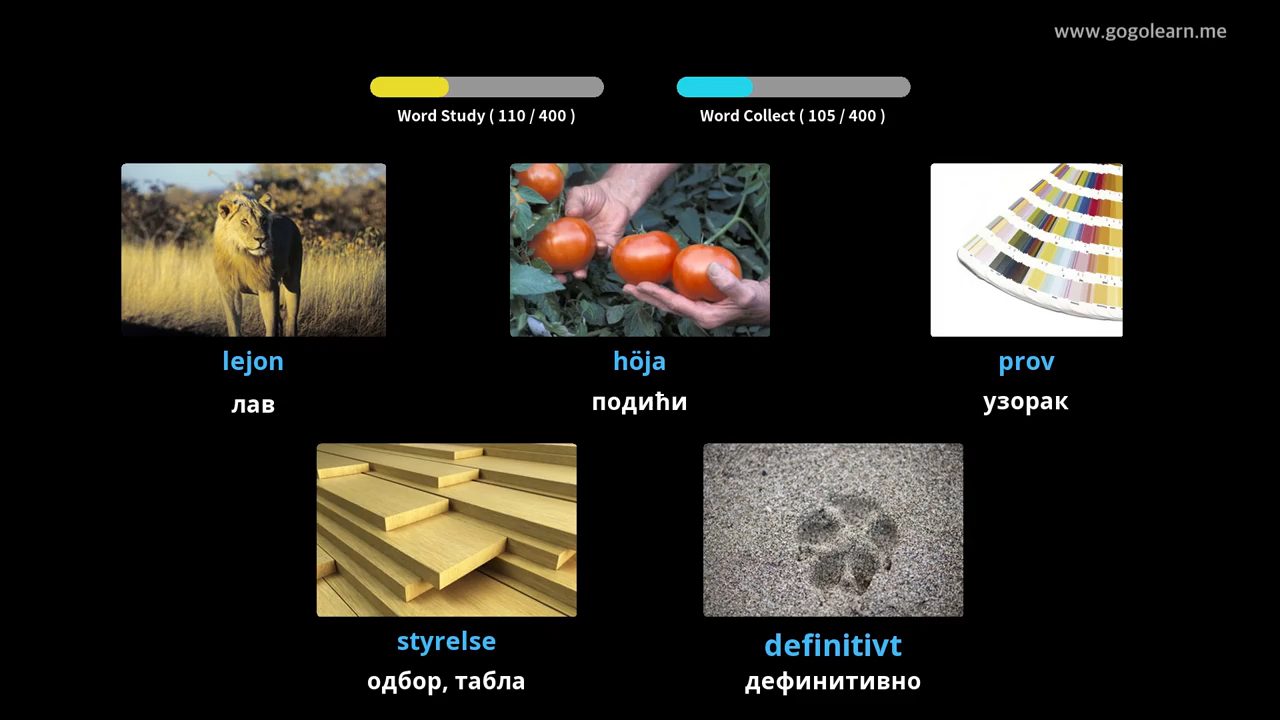 www.gogolearn.me
Word Study ( 110 / 400 )
Word Collect ( 105 / 400 )
lejon
höja
prov
лав
подићи
узорак
styrelse
definitivt
одбор, табла
дефинитивно